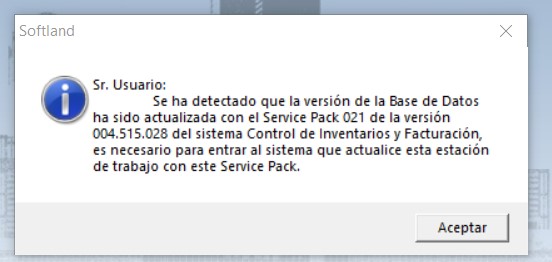 Softland
Sr. Usuario:
Se ha detectado que la versión de la Base de Datos
ha sido actualizada con el Service Pack 021 de la versión
004.515.028 del sistema Control de Inventarios y Facturación,
es necesario para entrar al sistema que actualice esta estación
de trabajo con este Service Pack.
Aceptar